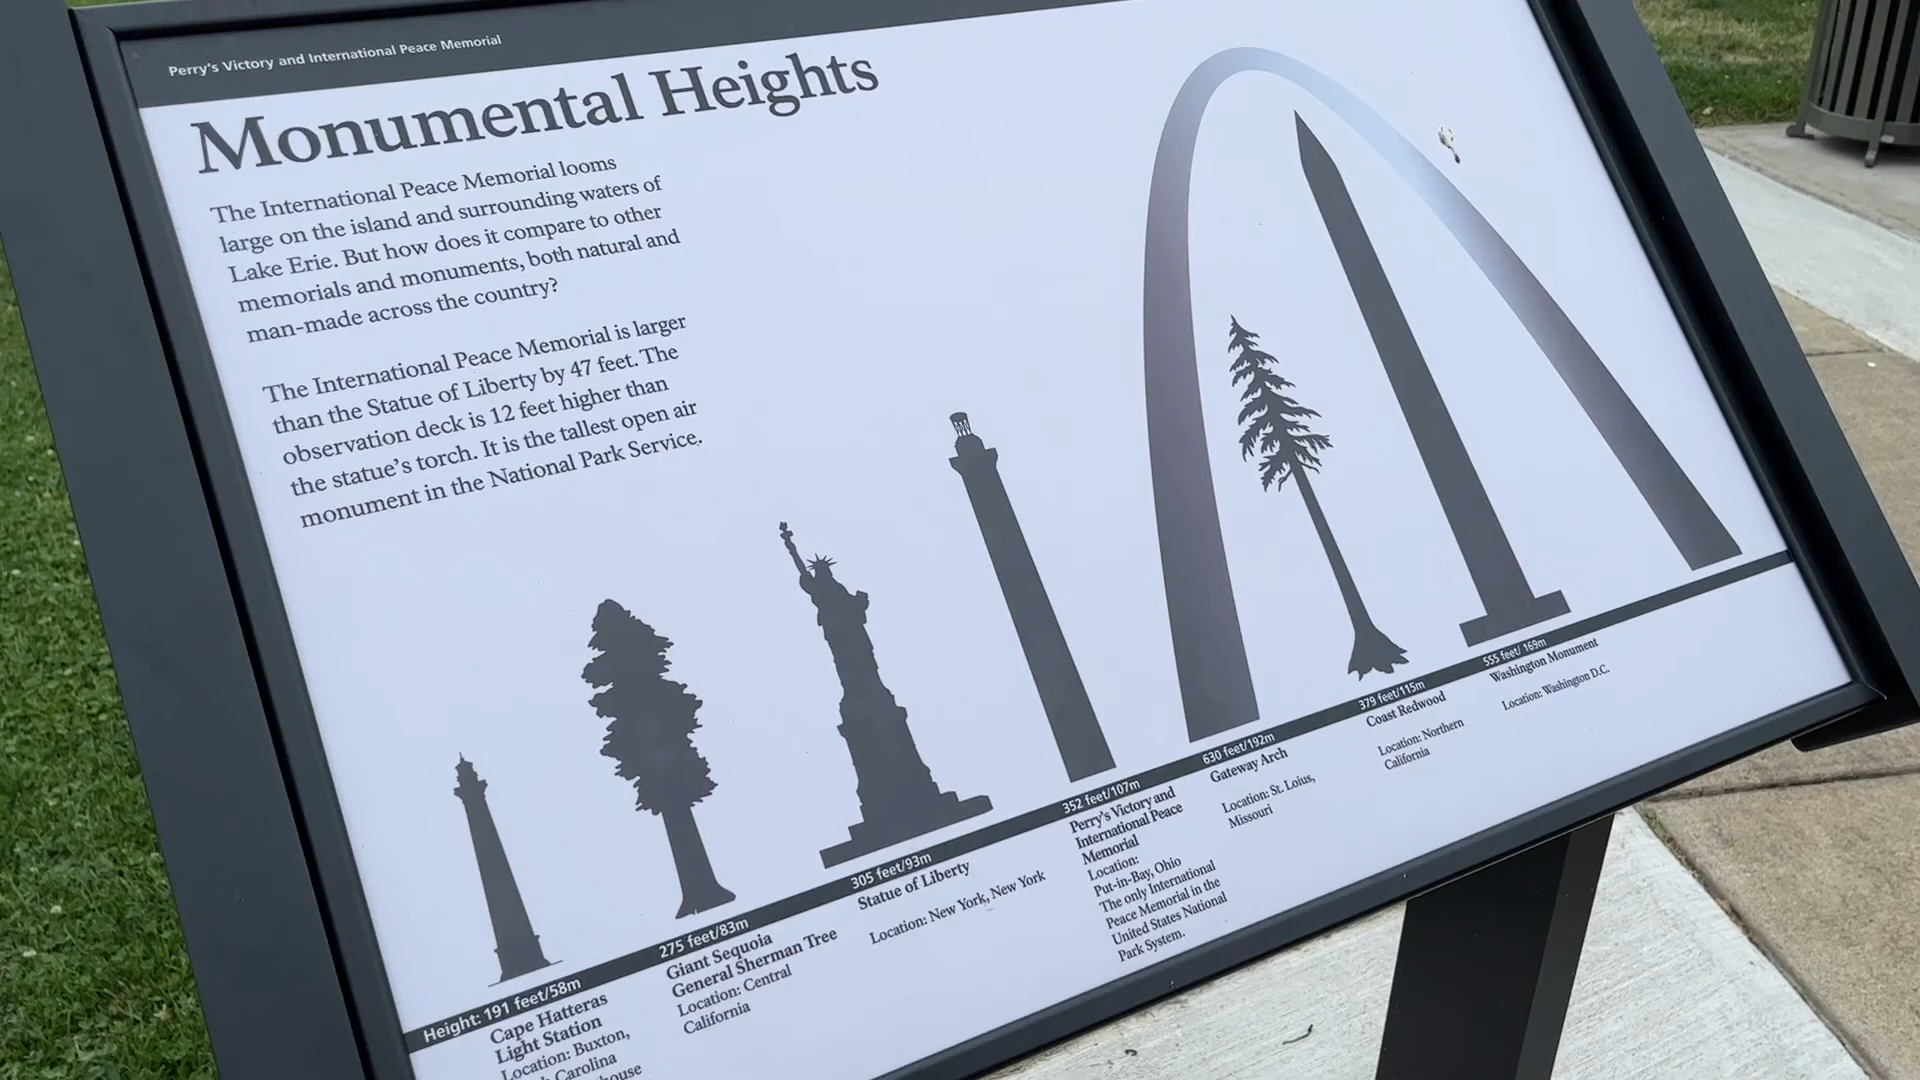 Perry's Victory and International Peace Memorial
Monumental Heights
The International Peace Memorial looms
large on the island and surrounding waters of
Lake Erie. But how does it compare to other
memorials and monuments, both natural and
man-made across the country?
The International Peace Memorial is larger
than the Statue of Liberty by 47 feet. The
observation deck is 12 feet higher than
the statue's torch. It is the tallest open air
monument in the National Park Service.
Height: 191 feet/58m
Cape Hatteras
Light Station
Location: Buxton,
Carolina
275 feet/83m
Giant Sequoia
General Sherman Tree
Location: Central
California
305 feet/93m
Statue of Liberty
Location: New York, New York
352 feet/107m
Perry's Victory and
International Peace
Memorial
Location:
Put-in-Bay, Ohio
The only International
Peace Memorial in the
United States National
Park System.
630 feet/192m
Gateway Arch
Location: St. Loius,
Missouri
379 feet/115m
Coast Redwood
Location: Northern
California
555 feet/ 169m
Washington Monument
Location: Washington D.C.